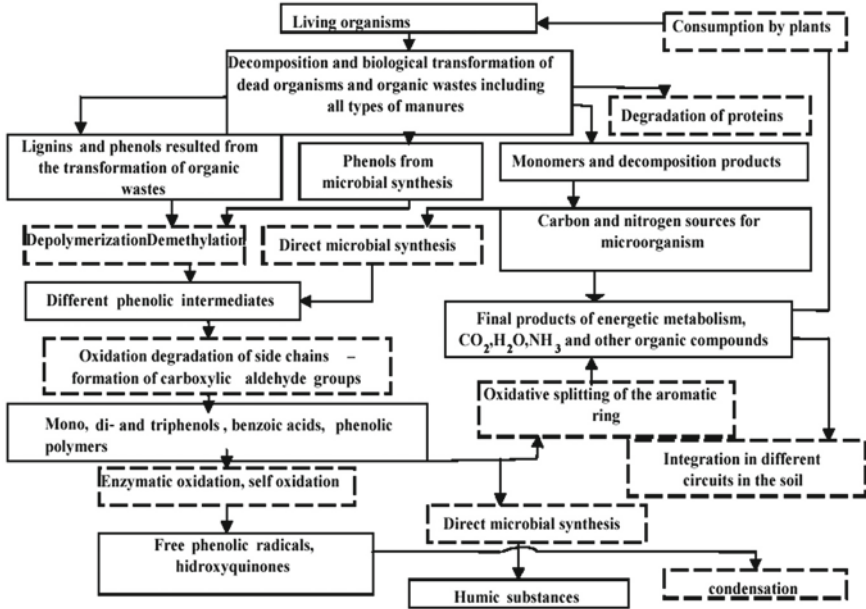 Living organisms
Consumption by plants
Decomposition and biological transformation of
dead organisms and organic wastes including
all types of manures
Degradation of proteins
Lignins and phenols resulted from
the transformation of organic
wastes
Phenols from
microbial synthesis
Monomers and decomposition products
DepolymerizationDemethylation
Direct microbial synthesis
Carbon and nitrogen sources for
microorganism
Different phenolic intermediates
Final products of energetic metabolism,
CO2,H2O,NH3 and other organic compounds
Oxidation degradation of side chains –
formation of carboxylic aldehyde groups
Oxidative splitting of the aromatic
ring
Mono, di- and triphenols, benzoic acids, phenolic
polymers
Integration in different
circuits in the soil
Enzymatic oxidation, self oxidation
Direct microbial synthesis
Free phenolic radicals,
hidroxyquinones
condensation
Humic substances